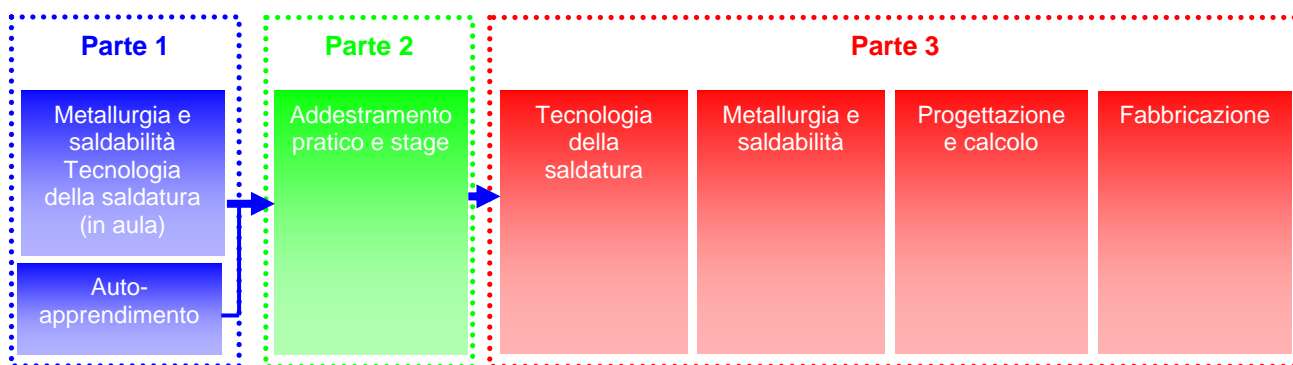 Parte 1
Metallurgia e
saldabilità
Tecnologia
della saldatura
(in aula)
Auto-
apprendimento
Parte 2
Addestramento
pratico e stage
Parte 3
Tecnologia
della
saldatura
Metallurgia e
saldabilità
Progettazione
e calcolo
Fabbricazione